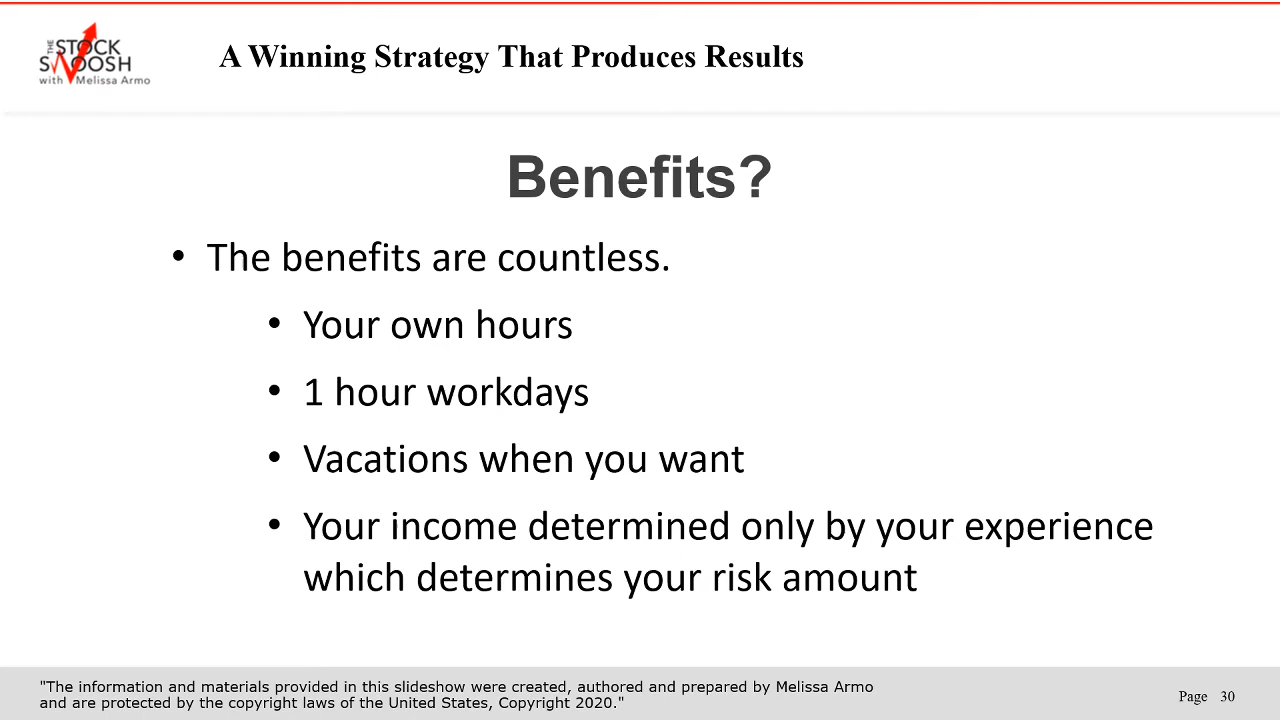 THE
STOCK
SWOOSH
with Melissa Armo
A Winning Strategy That Produces Results
Benefits?
• The benefits are countless.
• Your own hours
• 1 hour workdays
• Vacations when you want
• Your income determined only by your experience
which determines your risk amount
"The information and materials provided in this slideshow were created, authored and prepared by Melissa Armo
and are protected by the copyright laws of the United States, Copyright 2020."
Page 30